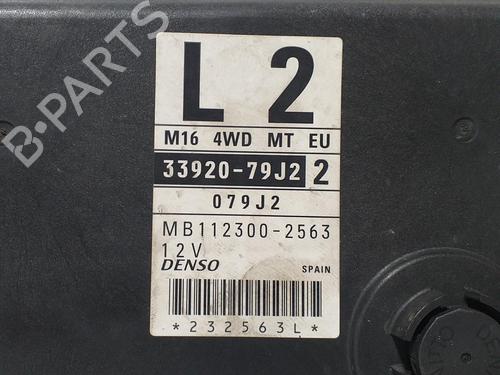 L 2
M16 4WD MT EU
33920-79J2 2
079J2
MB112300-2563
12V
DENSO SPAIN
*232563L*
B-PARTS